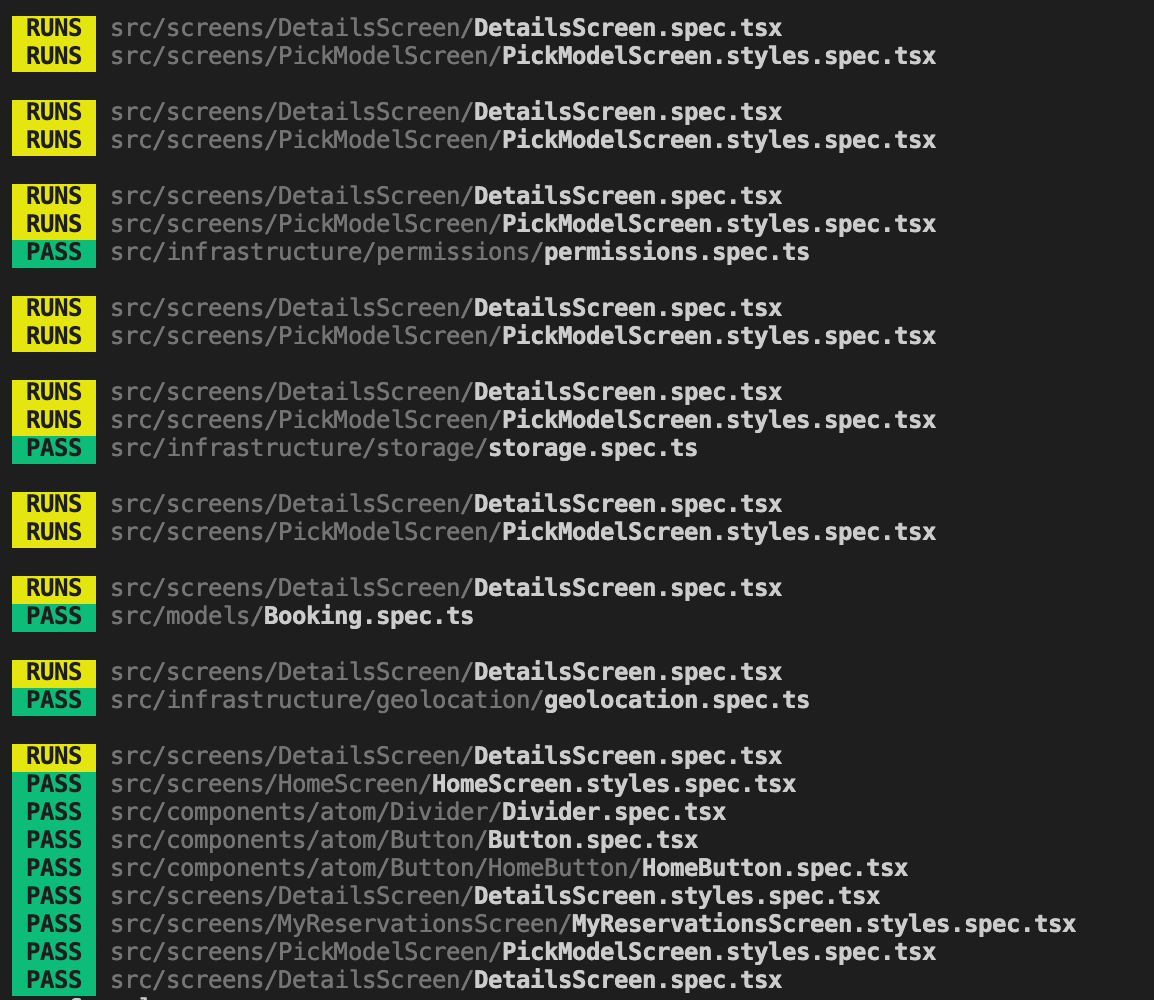 RUNS src/screens/DetailsScreen/DetailsScreen.spec.tsx
RUNS src/screens/PickModelScreen/PickModelScreen.styles.spec.tsx
RUNS src/screens/DetailsScreen/DetailsScreen.spec.tsx
RUNS src/screens/PickModelScreen/PickModelScreen.styles.spec.tsx
RUNS src/screens/DetailsScreen/DetailsScreen.spec.tsx
RUNS src/screens/PickModelScreen/PickModelScreen.styles.spec.tsx
PASS src/infrastructure/permissions/permissions.spec.ts
RUNS src/screens/DetailsScreen/DetailsScreen.spec.tsx
RUNS src/screens/PickModelScreen/PickModelScreen.styles.spec.tsx
RUNS src/screens/DetailsScreen/DetailsScreen.spec.tsx
RUNS src/screens/PickModelScreen/PickModelScreen.styles.spec.tsx
PASS src/infrastructure/storage/storage.spec.ts
RUNS src/screens/DetailsScreen/DetailsScreen.spec.tsx
RUNS src/screens/PickModelScreen/PickModelScreen.styles.spec.tsx
RUNS src/screens/DetailsScreen/DetailsScreen.spec.tsx
PASS src/models/Booking.spec.ts
RUNS src/screens/DetailsScreen/DetailsScreen.spec.tsx
PASS src/infrastructure/geolocation/geolocation.spec.ts
RUNS src/screens/DetailsScreen/DetailsScreen.spec.tsx
PASS src/screens/HomeScreen/HomeScreen.styles.spec.tsx
PASS src/components/atom/Divider/Divider.spec.tsx
PASS src/components/atom/Button/Button.spec.tsx
PASS src/components/atom/Button/HomeButton/HomeButton.spec.tsx
PASS src/screens/DetailsScreen/DetailsScreen.styles.spec.tsx
PASS src/screens/MyReservationsScreen/MyReservationsScreen.styles.spec.tsx
PASS src/screens/PickModelScreen/PickModelScreen.styles.spec.tsx
PASS src/screens/DetailsScreen/DetailsScreen.spec.tsx